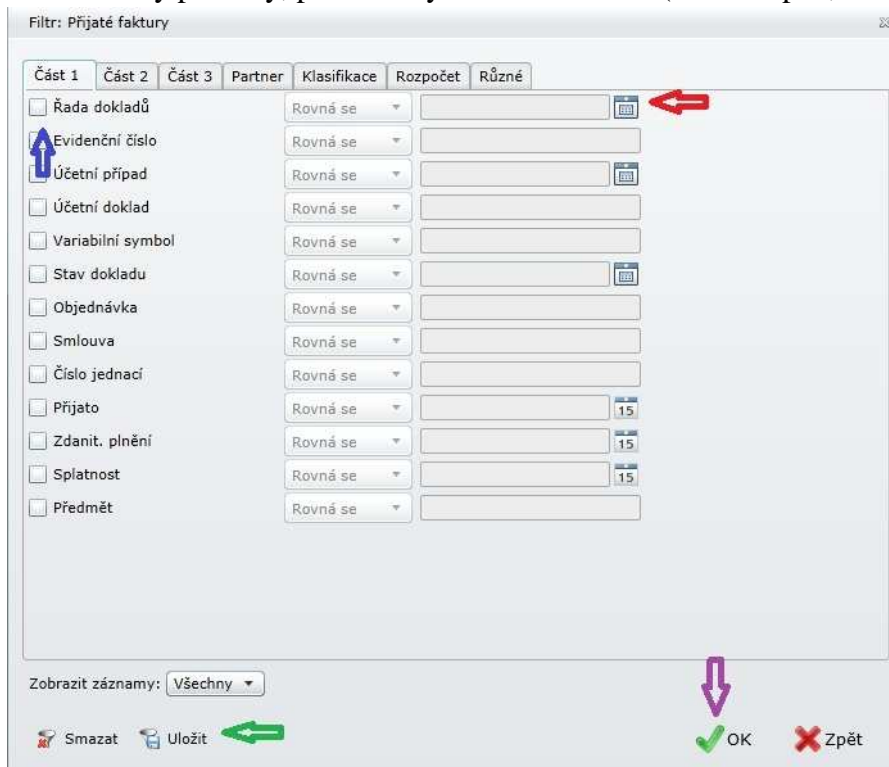 Filtr: Přijaté faktury
Část 1 Část 2 Část 3 Partner Klasifikace Rozpočet Různé
Řada dokladů Rovná se
Evidenční číslo Rovná se
Účetní případ Rovná se
Účetní doklad Rovná se
Variabilní symbol Rovná se
Stav dokladu Rovná se
Objednávka Rovná se
Smlouva Rovná se
Číslo jednací Rovná se
Přijato Rovná se 15
Zdanit. plnění Rovná se 15
Splatnost Rovná se 15
Předmět Rovná se
Zobrazit záznamy: Všechny
Smazat Uložit OK Zpět